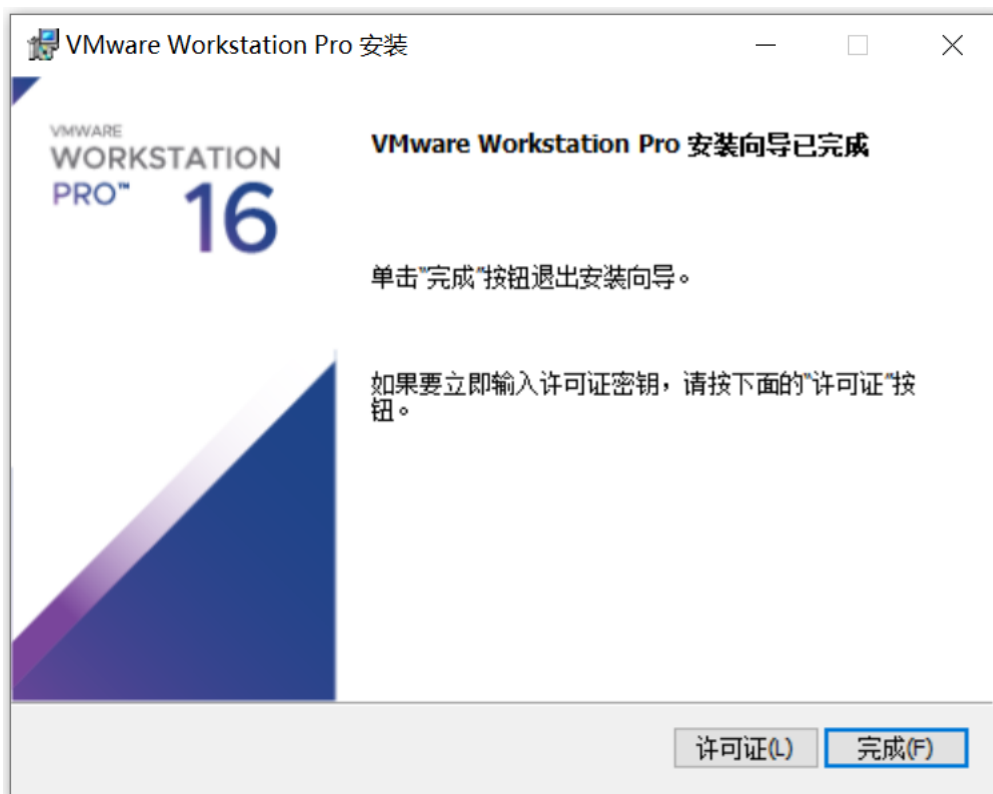 VMware Workstation Pro 安装
VMWARE
WORKSTATION
PRO™
16
VMware Workstation Pro 安装向导已完成
单击"完成"按钮退出安装向导。
如果要立即输入许可证密钥，请按下面的"许可证"按
钮。
许可证(L)
完成(F)